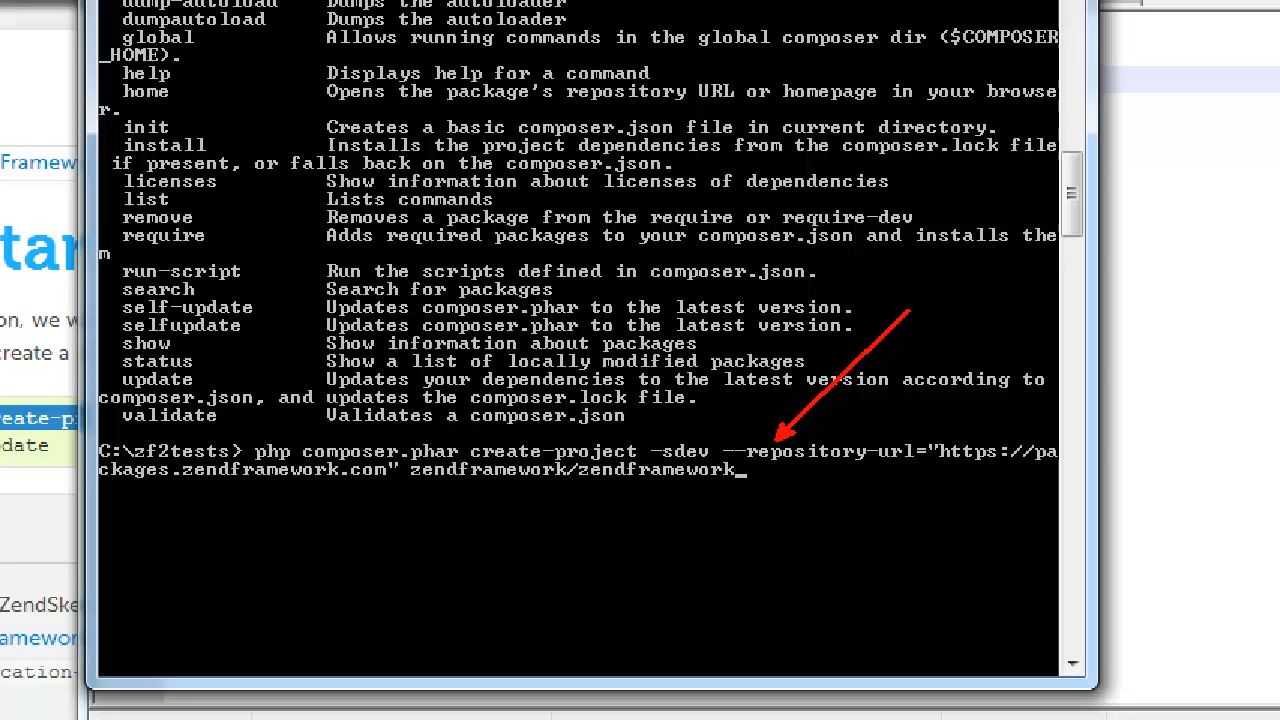 dump-autoload Dumps the autoloader
dumpautoload Dumps the autoloader
global Allows running commands in the global composer dir ($COMPOSER
_HOME).
help Displays help for a command
home Opens the package's repository URL or homepage in your browse
r.
init Creates a basic composer.json file in current directory.
install Installs the project dependencies from the composer.lock file
if present, or falls back on the composer.json.
licenses Show information about licenses of dependencies
list Lists commands
remove Removes a package from the require or require-dev
require Adds required packages to your composer.json and installs the
m
run-script Run the scripts defined in composer.json.
search Search for packages
self-update Updates composer.phar to the latest version.
selfupdate Updates composer.phar to the latest version.
show Show information about packages
status Show a list of locally modified packages
update Updates your dependencies to the latest version according to
composer.json, and updates the composer.lock file.
validate Validates a composer.json
C:\zf2tests> php composer.phar create-project -sdev --repository-url="https://pa
ckages.zendframework.com" zendframework/zendframework_
Framew
tar
on, we w
create a
reate-p
date
ZendSke
amewor
cation-